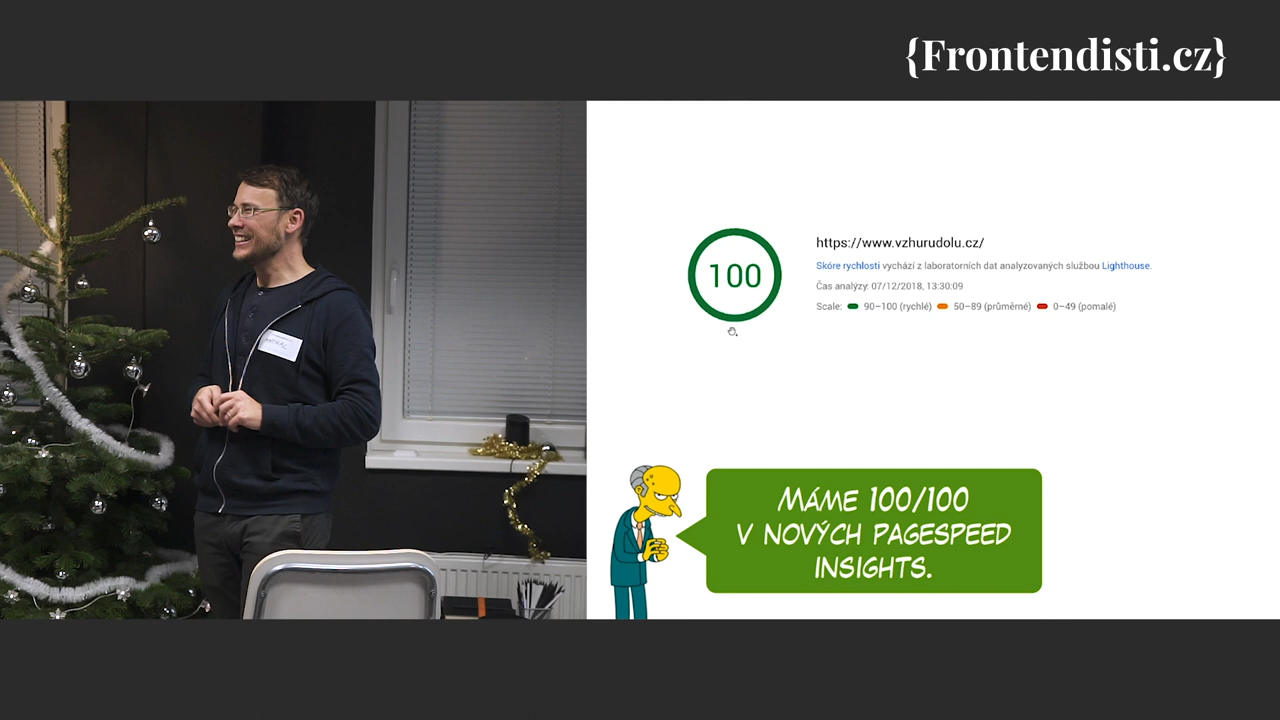 {Frontendisti.cz}
100
https://www.vzhurudolu.cz/
Skóre rychlosti vychází z laboratorních dat analyzovaných službou Lighthouse.
Čas analýzy: 07/12/2018, 13:30:09
Scale: 90–100 (rychlé) 50–89 (průměrné) 0–49 (pomalé)
MÁME 100/100
V NOVÝCH PAGESPEED
INSIGHTS.